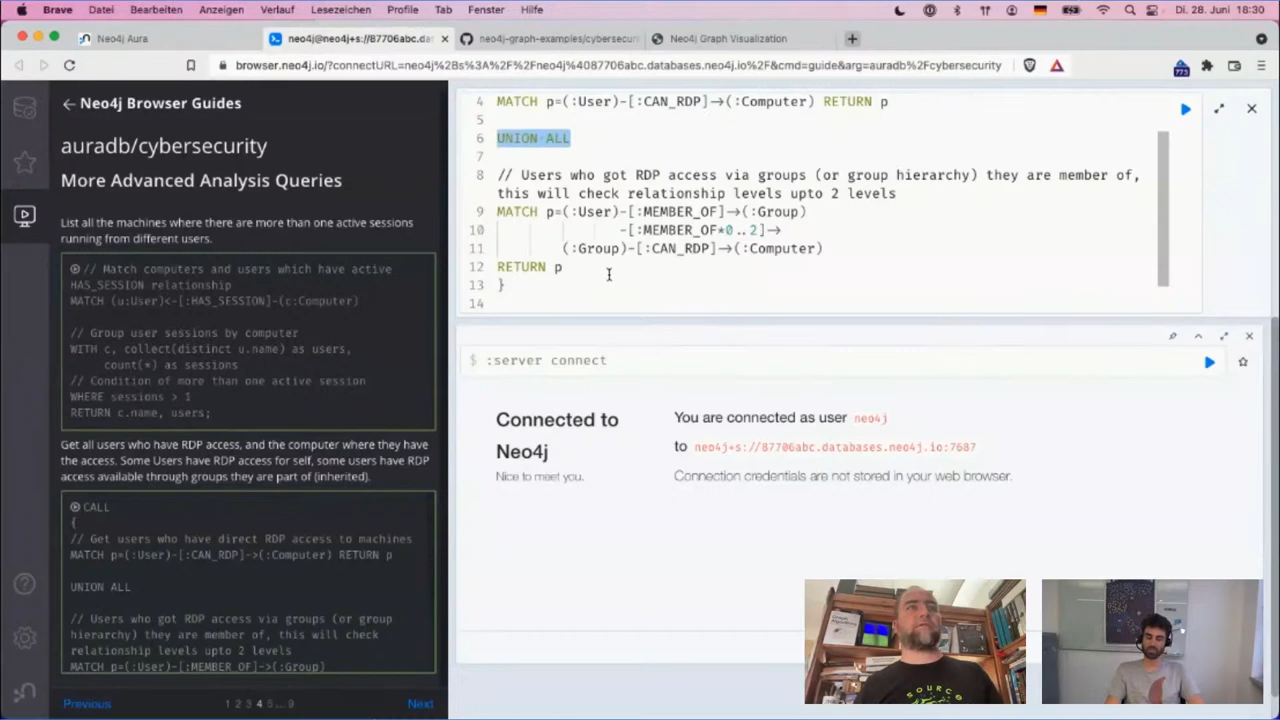 Brave Datei Bearbeiten Anzeigen Verlauf Lesezeichen Profile Tab Fenster Hilfe Di. 28. Juni 18:30
Neo4j Aura
neo4j@neo4j+s://87706abc.da
neo4j-graph-examples/cybersecuri
Neo4j Graph Visualization
browser.neo4j.io/?connectURL=neo4j%2Bs%3A%2F%2Fneo4j%4087706abc.databases.neo4j.io%2F&cmd=guide&arg=auradb%2Fcybersecurity
773
Neo4j Browser Guides
auradb/cybersecurity
More Advanced Analysis Queries
List all the machines where there are more than one active sessions
running from different users.
// Match computers and users which have active
HAS_SESSION relationship
MATCH (u:User)<-[:HAS_SESSION]-(c:Computer)
// Group user sessions by computer
WITH c, collect(distinct u.name) as users,
count(*) as sessions
// Condition of more than one active session
WHERE sessions > 1
RETURN c.name, users;
Get all users who have RDP access, and the computer where they have
the access. Some Users have RDP access for self, some users have RDP
access available through groups they are part of (inherited).
CALL
{
// Get users who have direct RDP access to machines
MATCH p=(:User)-[:CAN_RDP]->(:Computer) RETURN p
UNION ALL
// Users who got RDP access via groups (or group
hierarchy) they are member of, this will check
relationship levels upto 2 levels
MATCH p=(:User)-[:MEMBER_OF]->(:Group)
Previous 1 2 3 4 5 ... 9 Next
4 MATCH p=(:User)-[:CAN_RDP]->(:Computer) RETURN p
5
6 UNION ALL
7
8 // Users who got RDP access via groups (or group hierarchy) they are member of,
this will check relationship levels upto 2 levels
9 MATCH p=(:User)-[:MEMBER_OF]->(:Group)
10 -[:MEMBER_OF*0..2]->
11 (:Group)-[:CAN_RDP]->(:Computer)
12 RETURN p
13 }
14
$ :server connect
Connected to
Neo4j
Nice to meet you.
You are connected as user neo4j
to neo4j+s://87706abc.databases.neo4j.io:7687
Connection credentials are not stored in your web browser.
Graph
Algorithms
SOURCE